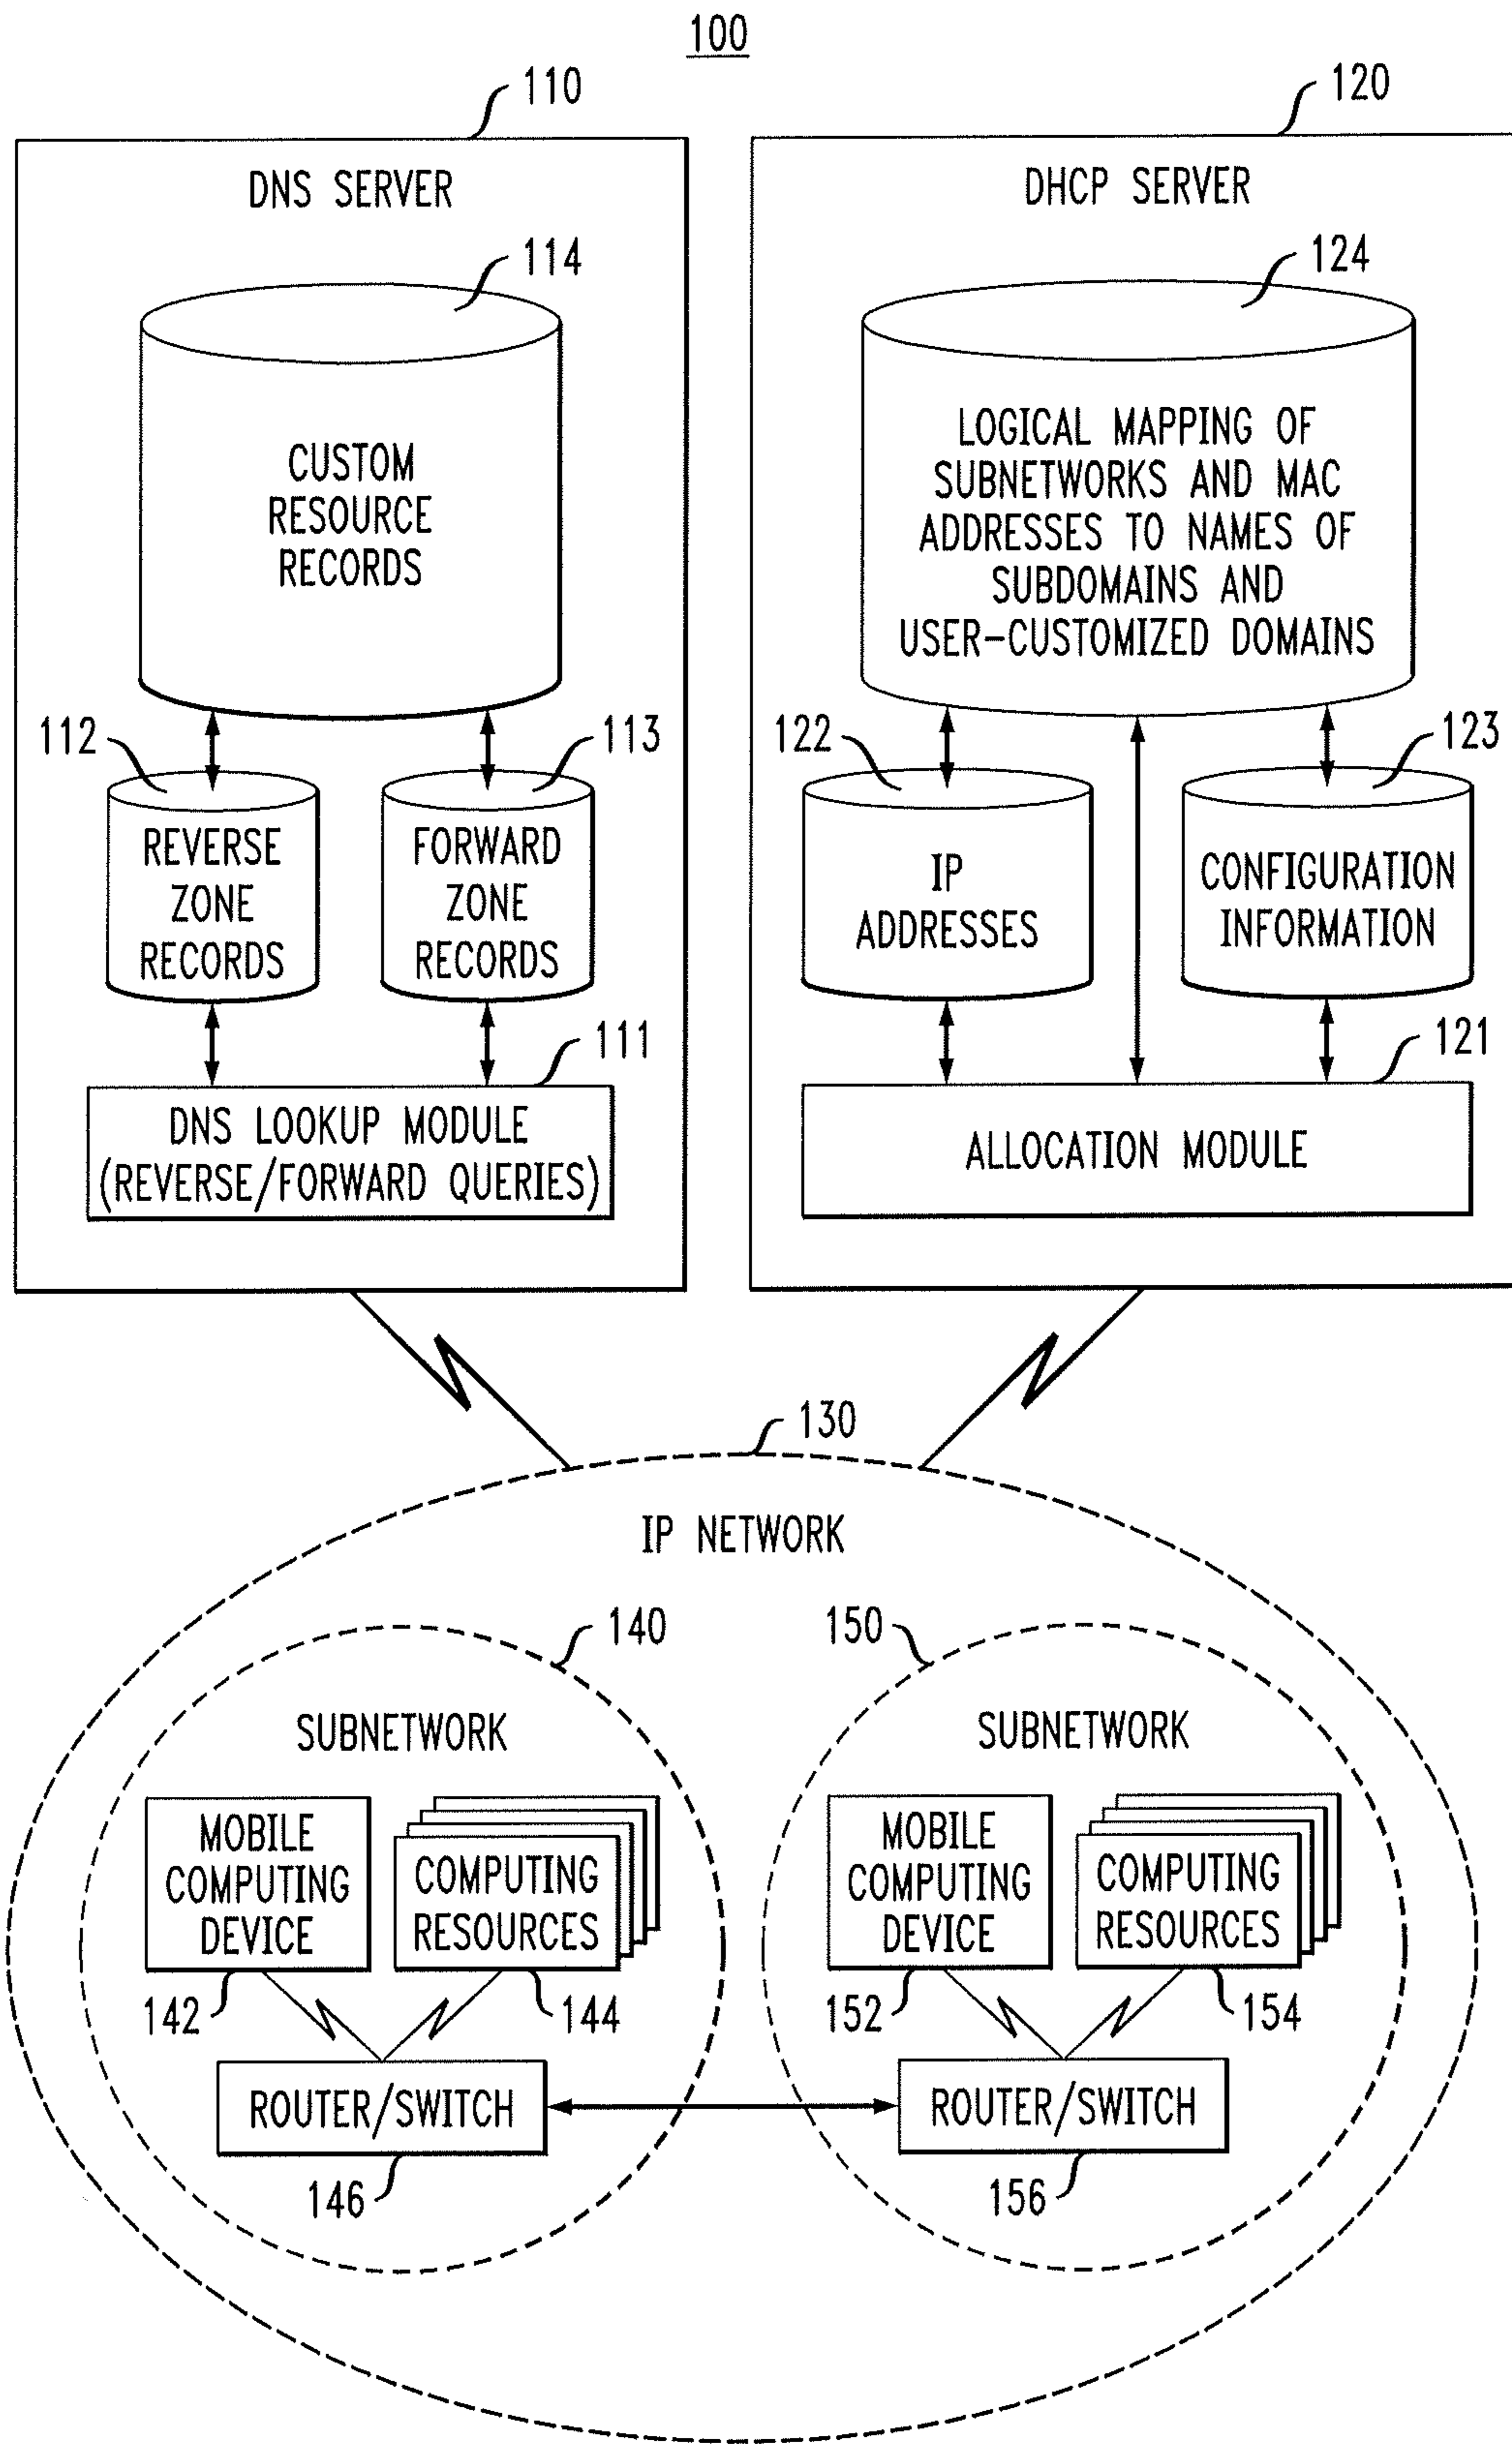 100
110
DNS SERVER
114
CUSTOM
RESOURCE
RECORDS
112
113
REVERSE
ZONE
RECORDS
FORWARD
ZONE
RECORDS
111
DNS LOOKUP MODULE
(REVERSE/FORWARD QUERIES)
120
DHCP SERVER
124
LOGICAL MAPPING OF
SUBNETWORKS AND MAC
ADDRESSES TO NAMES OF
SUBDOMAINS AND
USER-CUSTOMIZED DOMAINS
122
123
IP
ADDRESSES
CONFIGURATION
INFORMATION
121
ALLOCATION MODULE
130
IP NETWORK
140
SUBNETWORK
MOBILE
COMPUTING
DEVICE
COMPUTING
RESOURCES
142
144
ROUTER/SWITCH
146
150
SUBNETWORK
MOBILE
COMPUTING
DEVICE
COMPUTING
RESOURCES
152
154
ROUTER/SWITCH
156